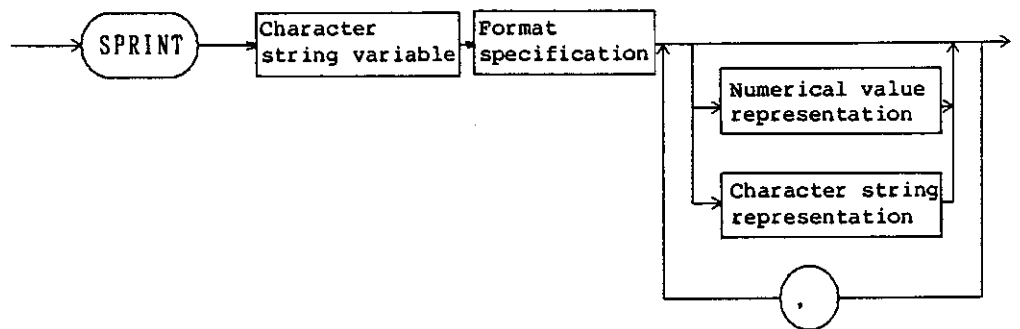 SPRINT
Character
string variable
Format
specification
Numerical value
representation
Character string
representation
,